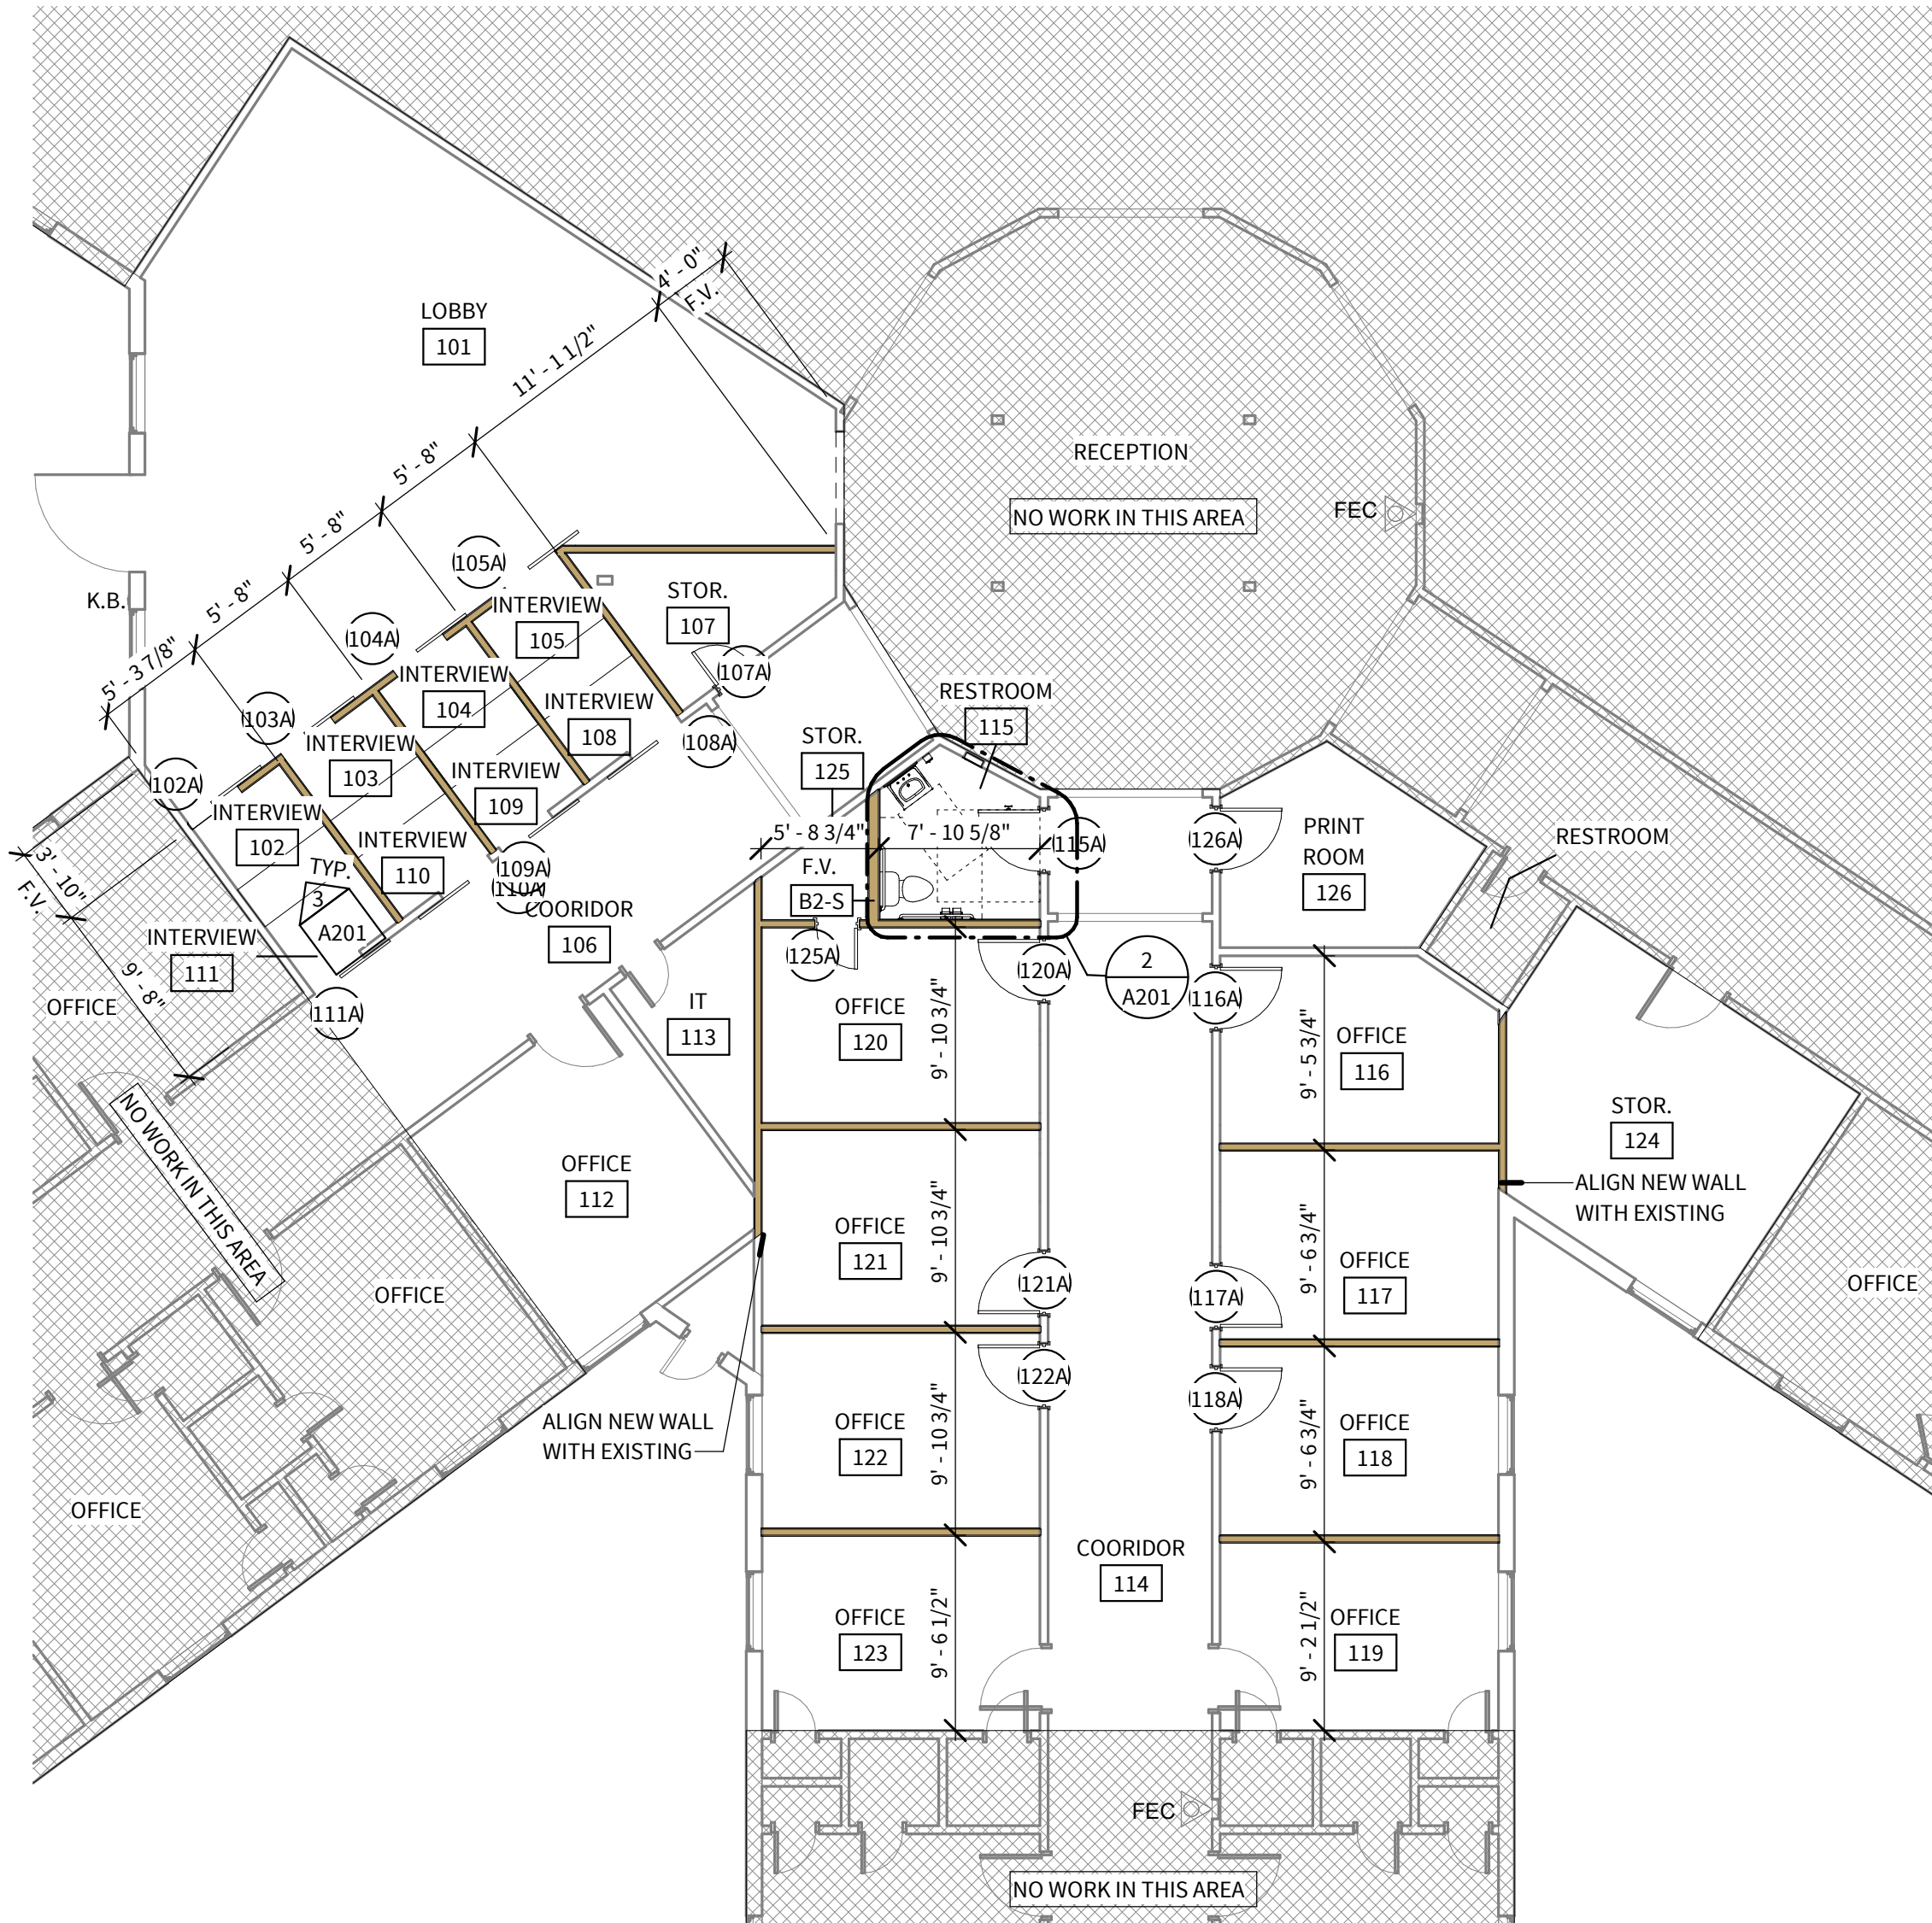 4' - 0"
F.V.
LOBBY
101
11' - 1 1/2"
5' - 8"
5' - 8"
5' - 8"
5' - 3 7/8"
K.B.
RECEPTION
NO WORK IN THIS AREA
FEC
105A
104A
103A
102A
INTERVIEW
105
STOR.
107
107A
INTERVIEW
104
INTERVIEW
108
108A
INTERVIEW
103
INTERVIEW
109
109A
110A
INTERVIEW
102
INTERVIEW
110
TYP.
3
A201
3' - 10"
F.V.
9' - 8"
INTERVIEW
111
111A
OFFICE
COORIDOR
106
RESTROOM
115
STOR.
125
5' - 8 3/4"
F.V.
7' - 10 5/8"
B2-S
115A
126A
PRINT
ROOM
126
RESTROOM
125A
120A
2
A201
116A
IT
113
OFFICE
120
9' - 10 3/4"
9' - 5 3/4"
OFFICE
116
STOR.
124
ALIGN NEW WALL
WITH EXISTING
NO WORK IN THIS AREA
OFFICE
112
OFFICE
121
9' - 10 3/4"
121A
117A
9' - 6 3/4"
OFFICE
117
OFFICE
OFFICE
122A
118A
ALIGN NEW WALL
WITH EXISTING
OFFICE
122
9' - 10 3/4"
9' - 6 3/4"
OFFICE
118
OFFICE
COORIDOR
114
OFFICE
123
9' - 6 1/2"
9' - 2 1/2"
OFFICE
119
FEC
NO WORK IN THIS AREA